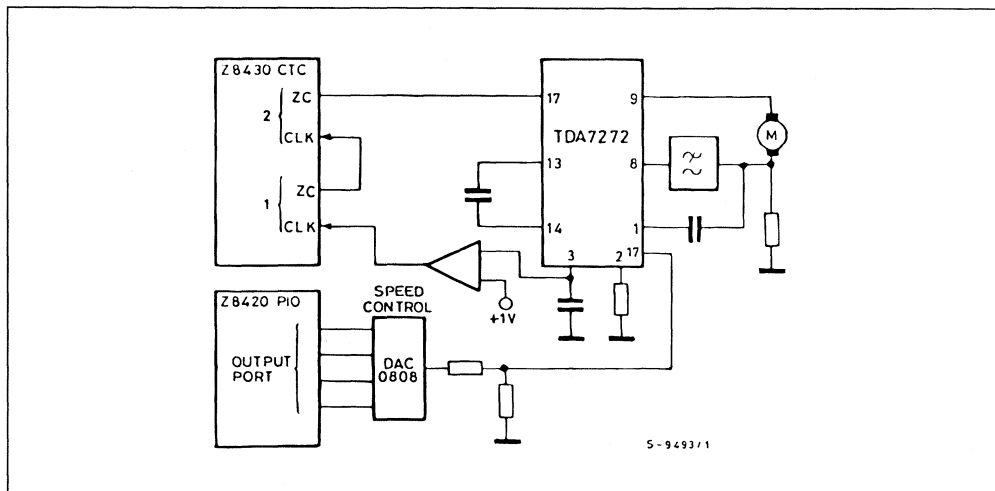 Z8430 CTC
ZC
2
CLK
ZC
1
CLK
17
9
TDA7272
13
8
14
1
17
3
2
M
+1V
Z8420 PIO
OUTPUT
PORT
SPEED
CONTROL
DAC
0808
S-9493/1